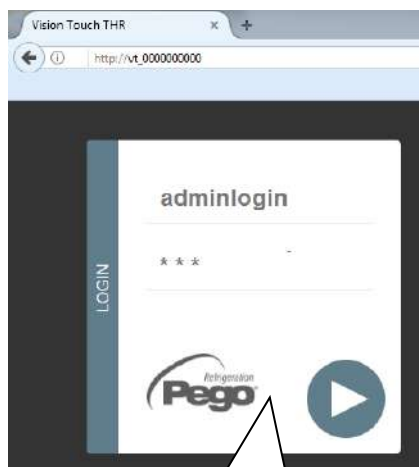 Vision Touch THR × +
http://vt_0000000000
adminlogin
* * *
LOGIN
Refrigeration
Pego